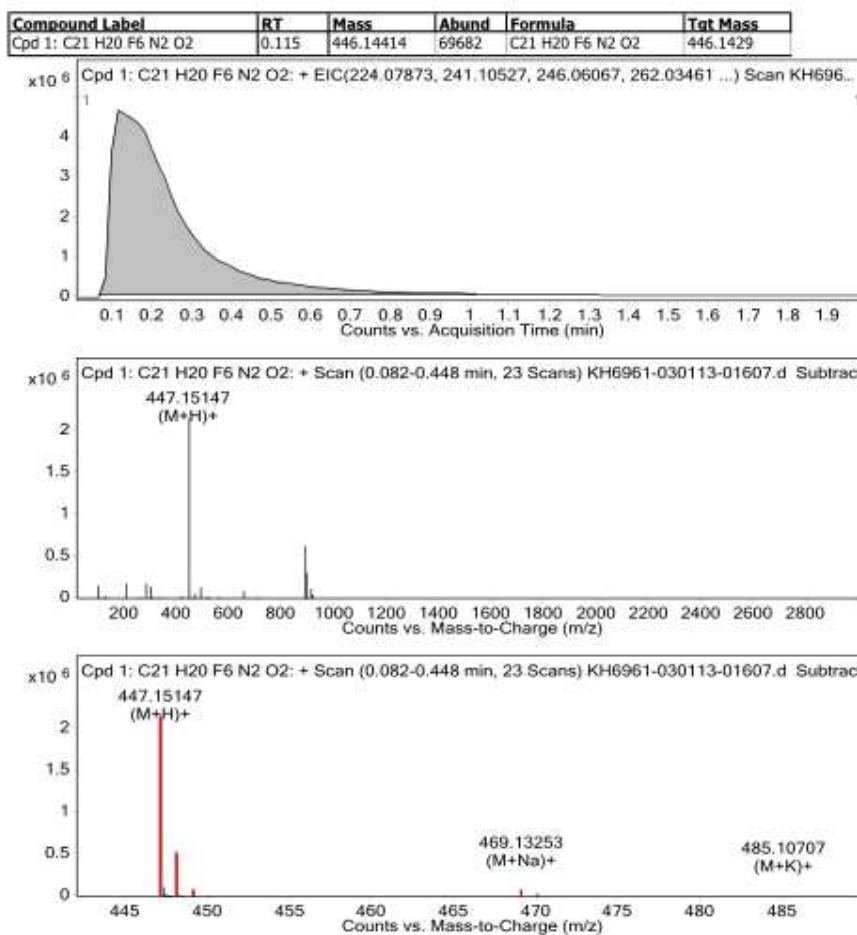 Compound Label RT Mass Abund Formula Tgt Mass
Cpd 1: C21 H20 F6 N2 O2 0.115 446.14414 69682 C21 H20 F6 N2 O2 446.1429
x10 6 Cpd 1: C21 H20 F6 N2 O2: + EIC(224.07873, 241.10527, 246.06067, 262.03461 ...) Scan KH696..
1
4
3
2
1
0
0.1 0.2 0.3 0.4 0.5 0.6 0.7 0.8 0.9 1 1.1 1.2 1.3 1.4 1.5 1.6 1.7 1.8 1.9
Counts vs. Acquisition Time (min)
x10 6 Cpd 1: C21 H20 F6 N2 O2: + Scan (0.082-0.448 min, 23 Scans) KH6961-030113-01607.d Subtrac
447.15147
(M+H)+
2
1.5
1
0.5
0
200 400 600 800 1000 1200 1400 1600 1800 2000 2200 2400 2600 2800
Counts vs. Mass-to-Charge (m/z)
x10 6 Cpd 1: C21 H20 F6 N2 O2: + Scan (0.082-0.448 min, 23 Scans) KH6961-030113-01607.d Subtrac
447.15147
(M+H)+
2
1.5
1
469.13253 485.10707
(M+Na)+ (M+K)+
0.5
0
445 450 455 460 465 470 475 480 485
Counts vs. Mass-to-Charge (m/z)